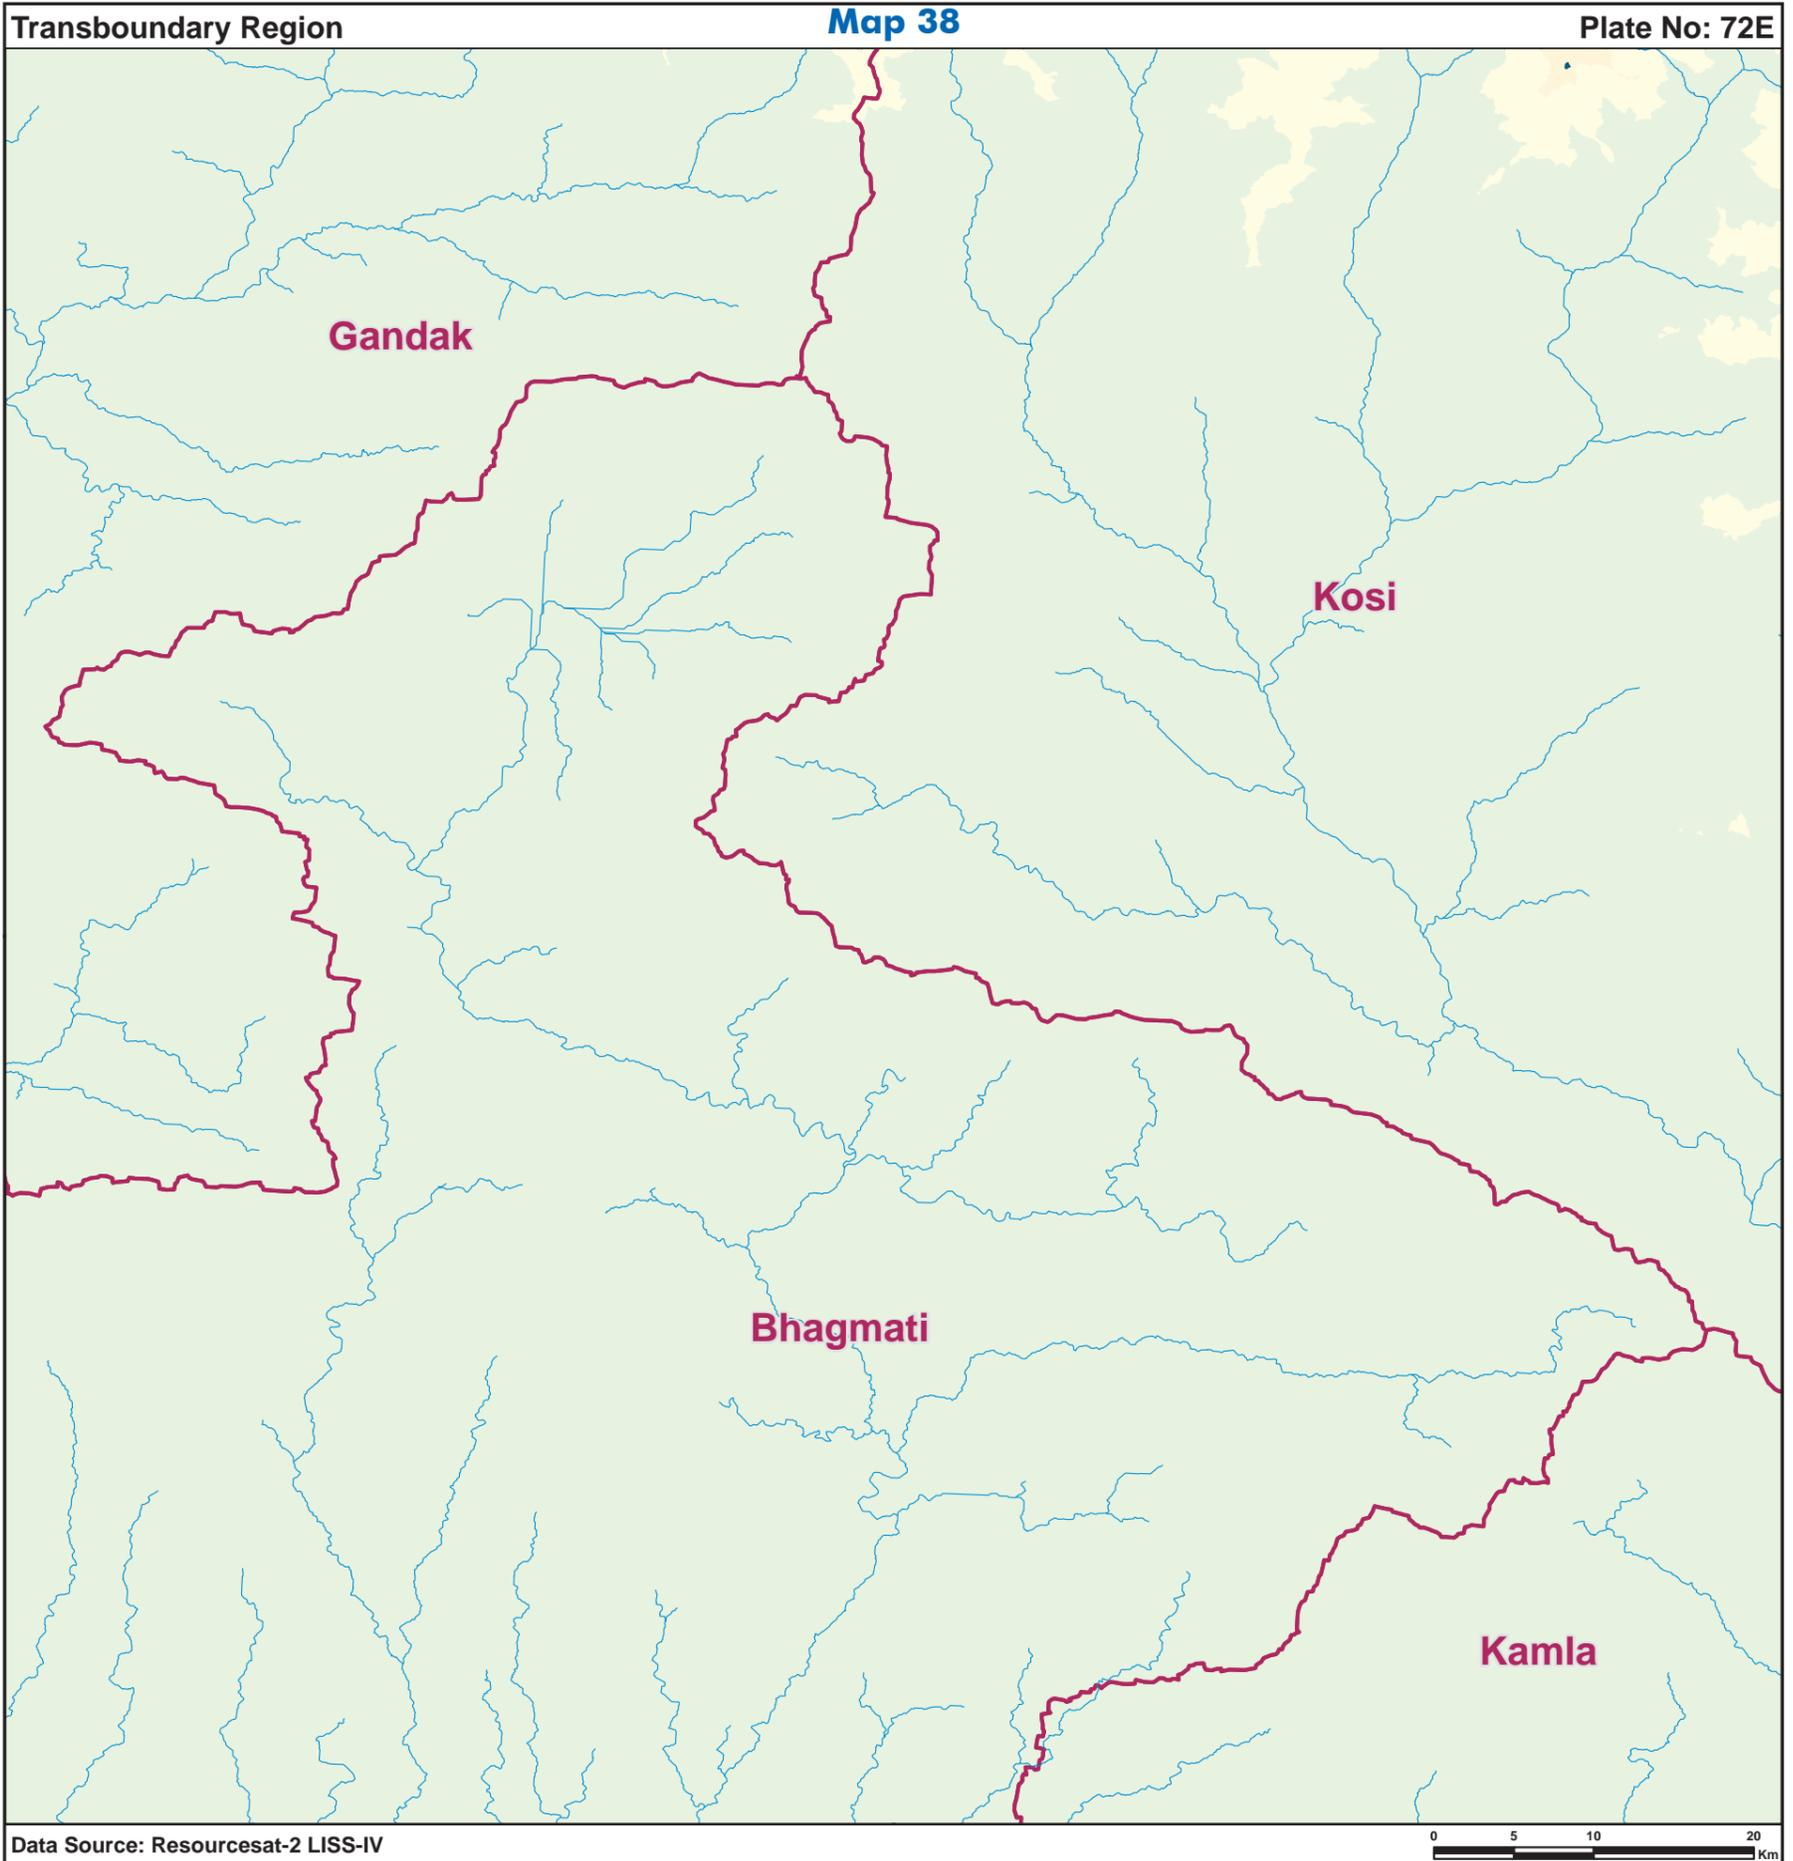 Transboundary Region
Map 38
Plate No: 72E
Gandak
Kosi
Bhagmati
Kamla
Data Source: Resourcesat-2 LISS-IV
0 5 10 20
Km